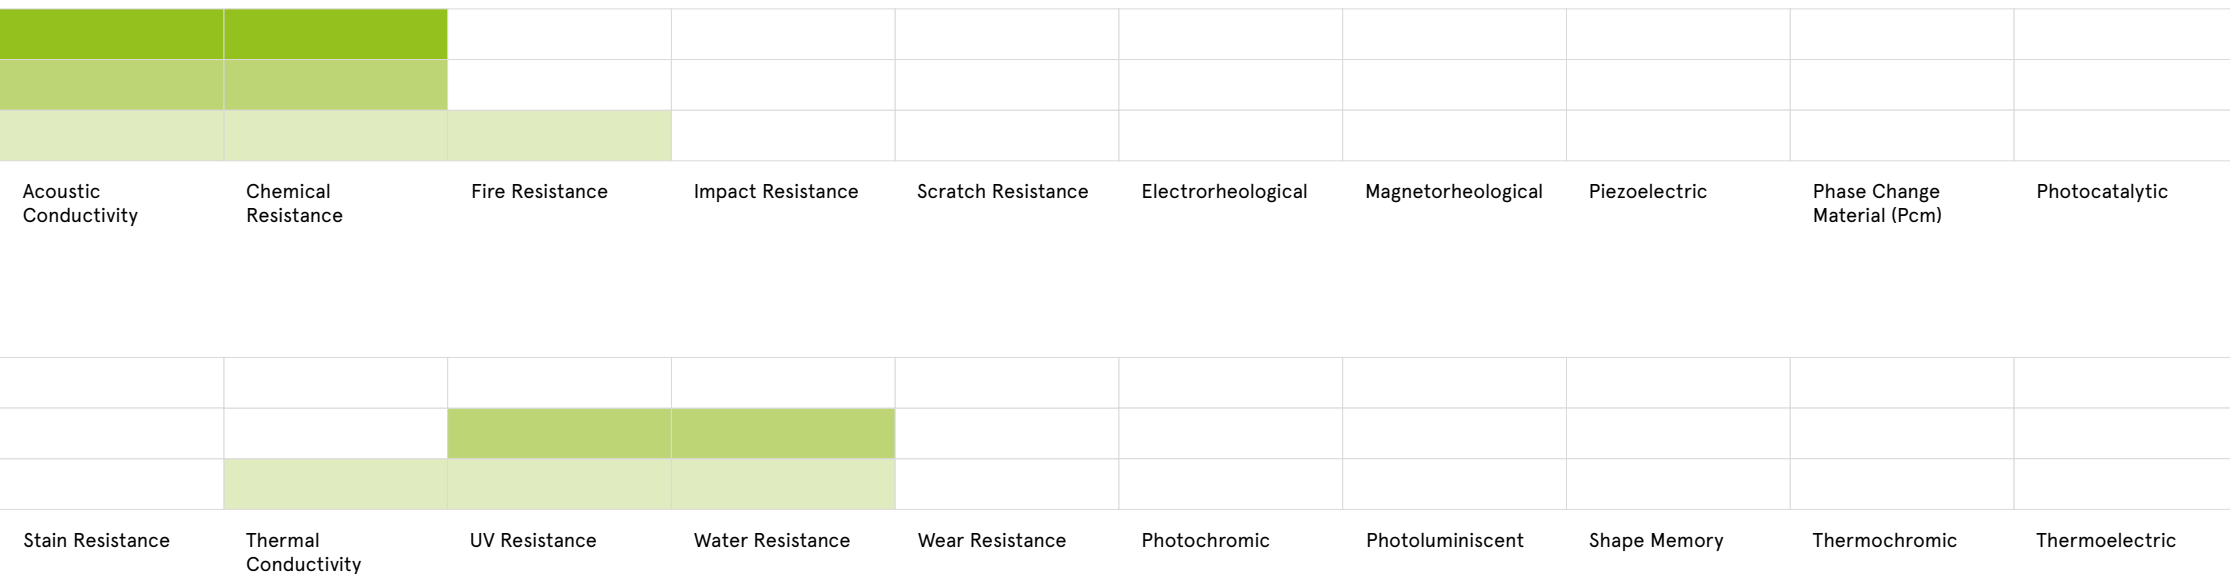 Acoustic
Conductivity
Chemical
Resistance
Fire Resistance
Impact Resistance
Scratch Resistance
Electrorheological
Magnetorheological
Piezoelectric
Phase Change
Material (Pcm)
Photocatalytic
Stain Resistance
Thermal
Conductivity
UV Resistance
Water Resistance
Wear Resistance
Photochromic
Photoluminiscent
Shape Memory
Thermochromic
Thermoelectric